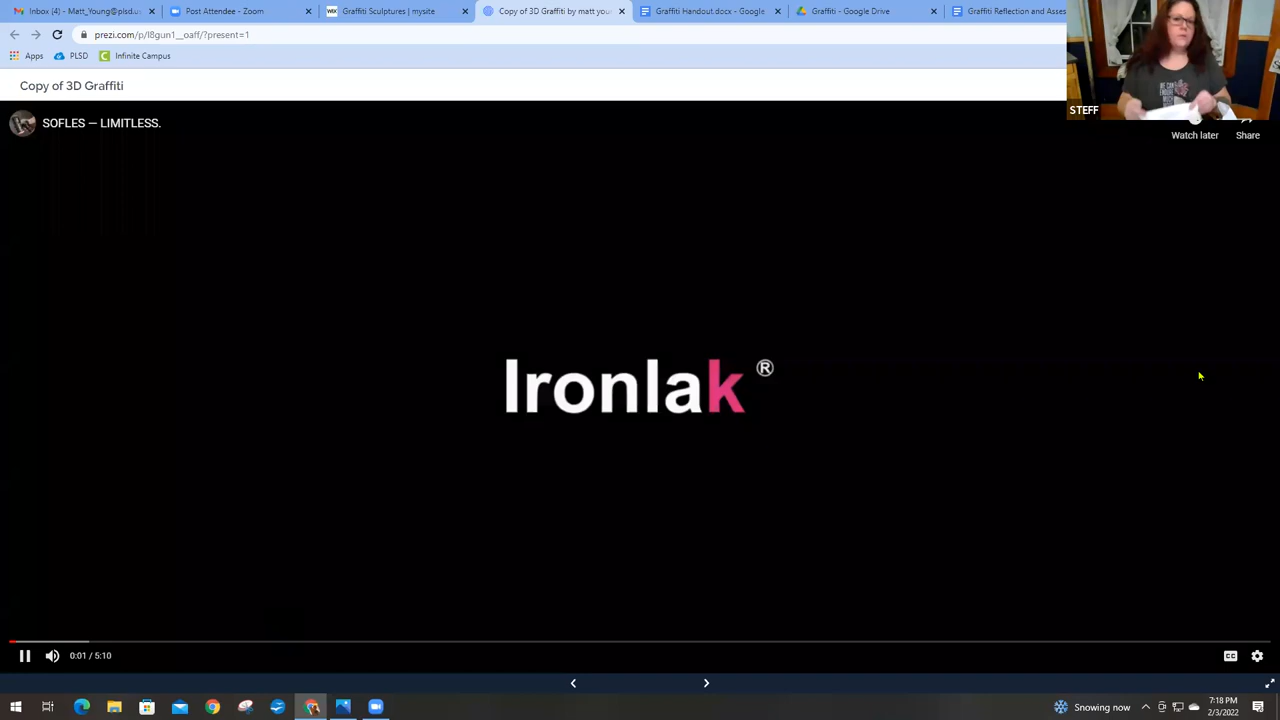 Inbox (4) - Matt_Young@plsd.u
Post Attendee - Zoom
WIX Graffiti Sculptures | mysite
Copy of 3D Graffiti by matt your
Graffiti Handout.docx - Google
Graffiti - Google Drive
Graffiti Reflection and Asses
prezi.com/p/l8gun1__oaff/?present=1
Apps
PLSD
Infinite Campus
STEFF
Copy of 3D Graffiti
SOFLES — LIMITLESS.
Watch later
Share
Ironlak ®
0:01 / 5:10
CC
Snowing now
7:18 PM
2/3/2022